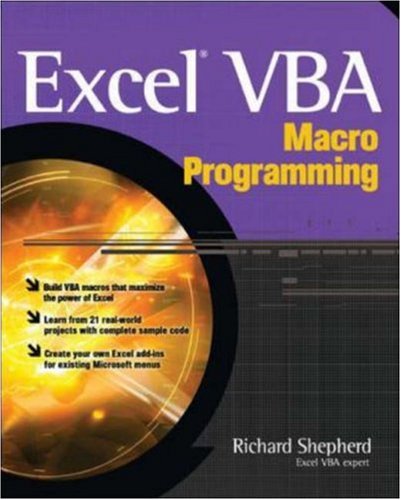 Excel® VBA
Macro
Programming
Build VBA macros that maximize
the power of Excel
Learn from 21 real-world
projects with complete sample code
Create your own Excel add-ins
for existing Microsoft menus
Richard Shepherd
Excel VBA expert